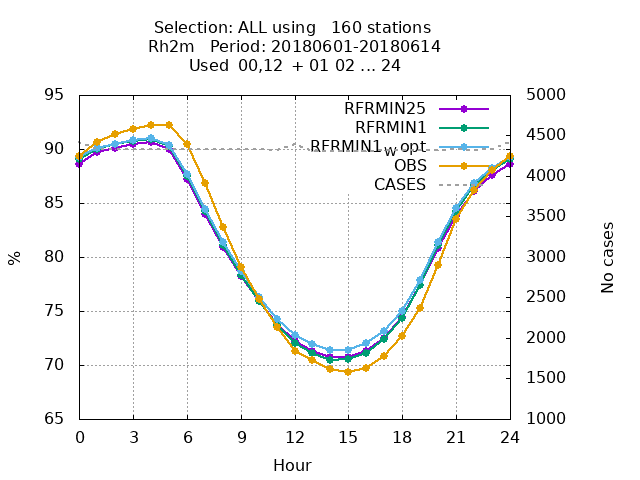 Selection: ALL using 160 stations
Rh2m Period: 20180601-20180614
Used 00,12 + 01 02 ... 24
RFRMIN25
RFRMIN1
RFRMIN1w opt
OBS
CASES
95
90
85
80
75
70
65
%
5000
4500
4000
3500
3000
2500
2000
1500
1000
No cases
0 3 6 9 12 15 18 21 24
Hour